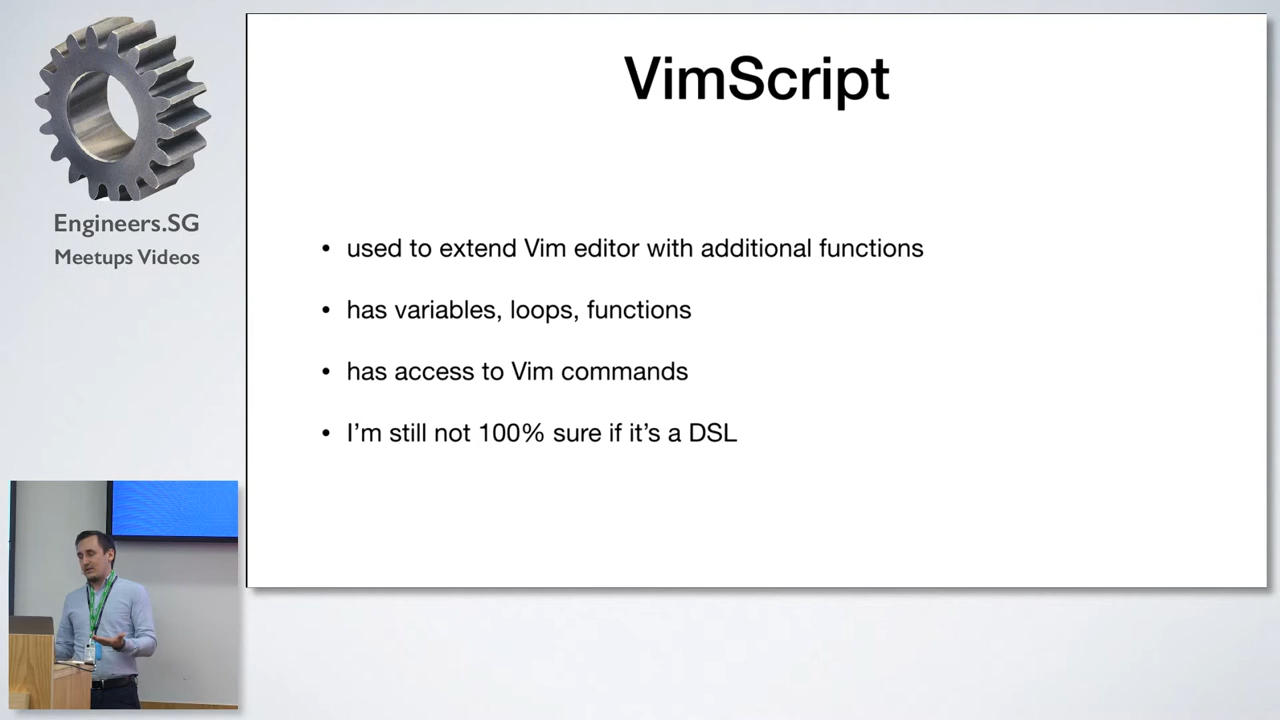 Engineers.SG
Meetups Videos
VimScript
• used to extend Vim editor with additional functions
• has variables, loops, functions
• has access to Vim commands
• I'm still not 100% sure if it's a DSL